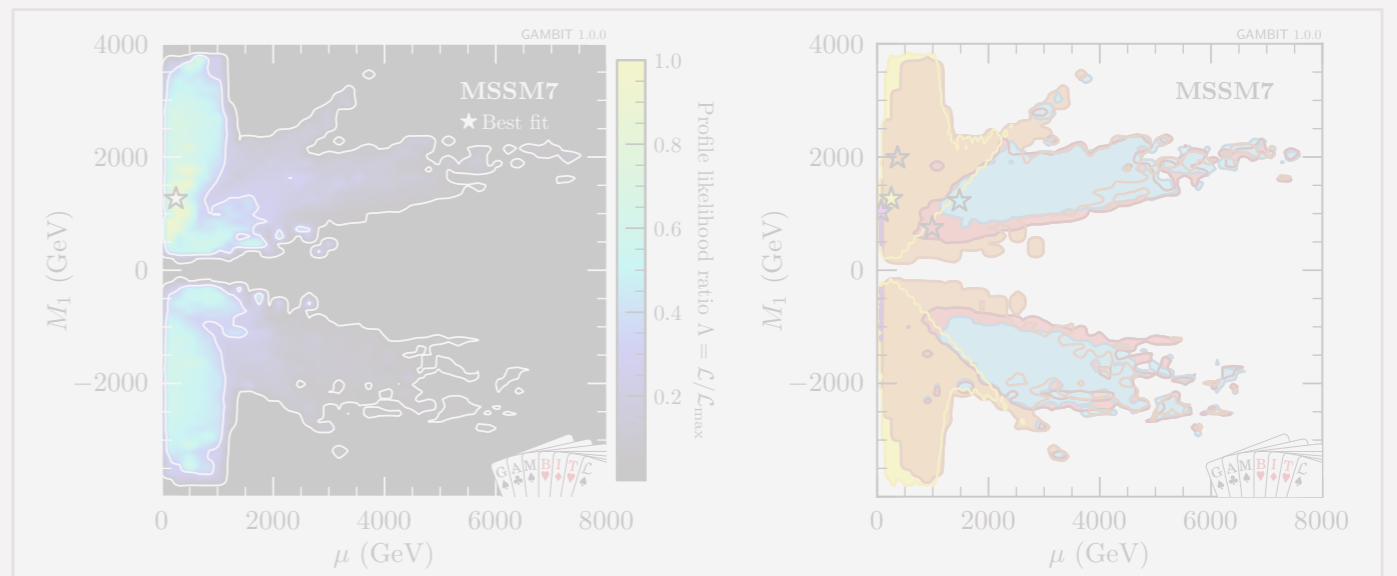 GAMBIT 1.0.0
MSSM7
★ Best fit
4000
2000
0
−2000
M₁ (GeV)
0 2000 4000 6000 8000
μ (GeV)
1.0
0.8
0.6
0.4
0.2
Profile likelihood ratio Λ = ℒ/ℒmax
G A M B I T ℒ
GAMBIT 1.0.0
MSSM7
4000
2000
0
−2000
M₁ (GeV)
0 2000 4000 6000 8000
μ (GeV)
G A M B I T ℒ